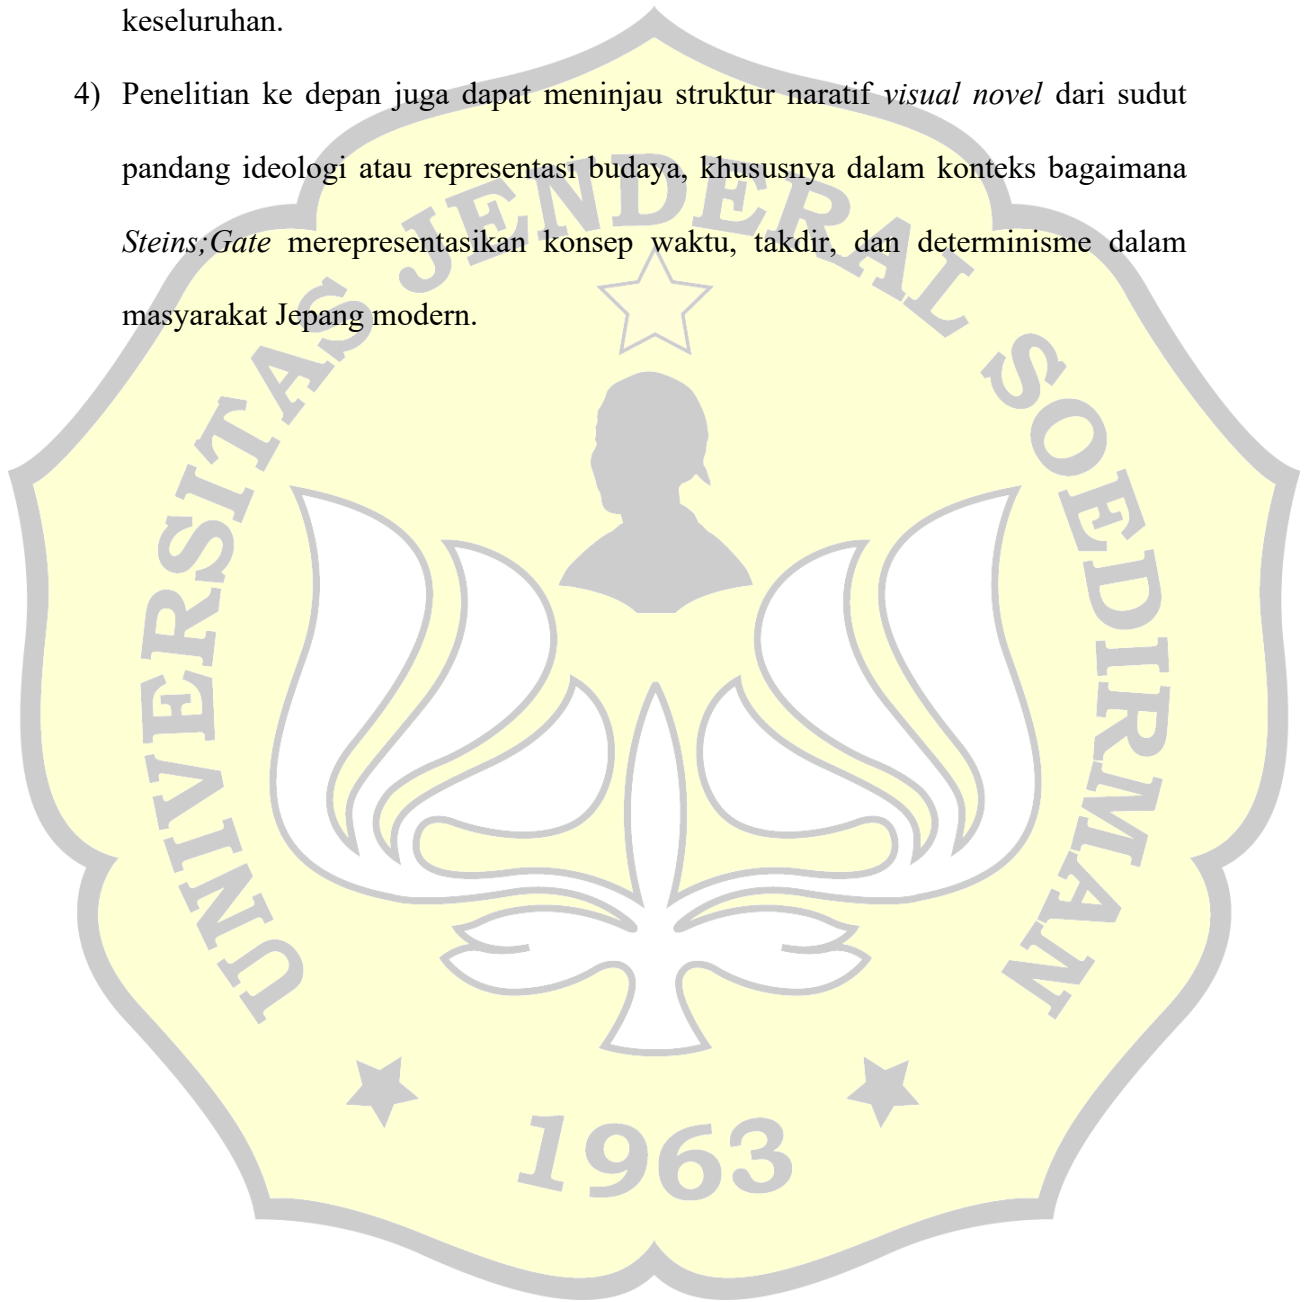 keseluruhan.
4) Penelitian ke depan juga dapat meninjau struktur naratif visual novel dari sudut
pandang ideologi atau representasi budaya, khususnya dalam konteks bagaimana
Steins;Gate merepresentasikan konsep waktu, takdir, dan determinisme dalam
masyarakat Jepang modern.
UNIVERSITAS JENDERAL SOEDIRMAN
1963